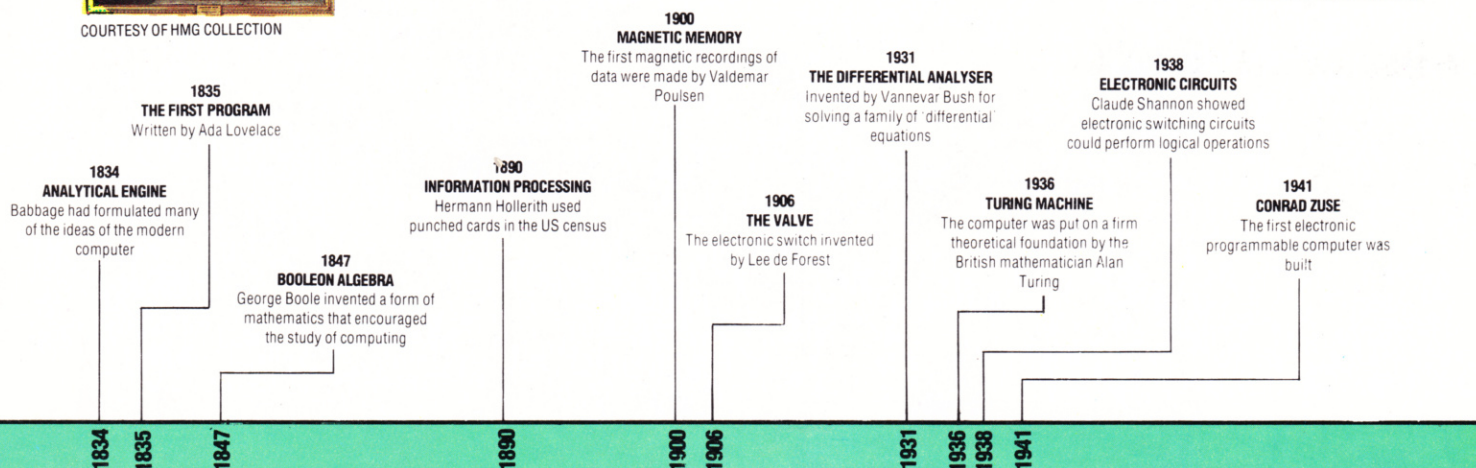 COURTESY OF HMG COLLECTION
1834
ANALYTICAL ENGINE
Babbage had formulated many
of the ideas of the modern
computer
1835
THE FIRST PROGRAM
Written by Ada Lovelace
1847
BOOLEON ALGEBRA
George Boole invented a form of
mathematics that encouraged
the study of computing
1890
INFORMATION PROCESSING
Hermann Hollerith used
punched cards in the US census
1900
MAGNETIC MEMORY
The first magnetic recordings of
data were made by Valdemar
Poulsen
1906
THE VALVE
The electronic switch invented
by Lee de Forest
1931
THE DIFFERENTIAL ANALYSER
Invented by Vannevar Bush for
solving a family of 'differential'
equations
1936
TURING MACHINE
The computer was put on a firm
theoretical foundation by the
British mathematician Alan
Turing
1938
ELECTRONIC CIRCUITS
Claude Shannon showed
electronic switching circuits
could perform logical operations
1941
CONRAD ZUSE
The first electronic
programmable computer was
built
1834
1835
1847
1890
1900
1906
1931
1936
1938
1941